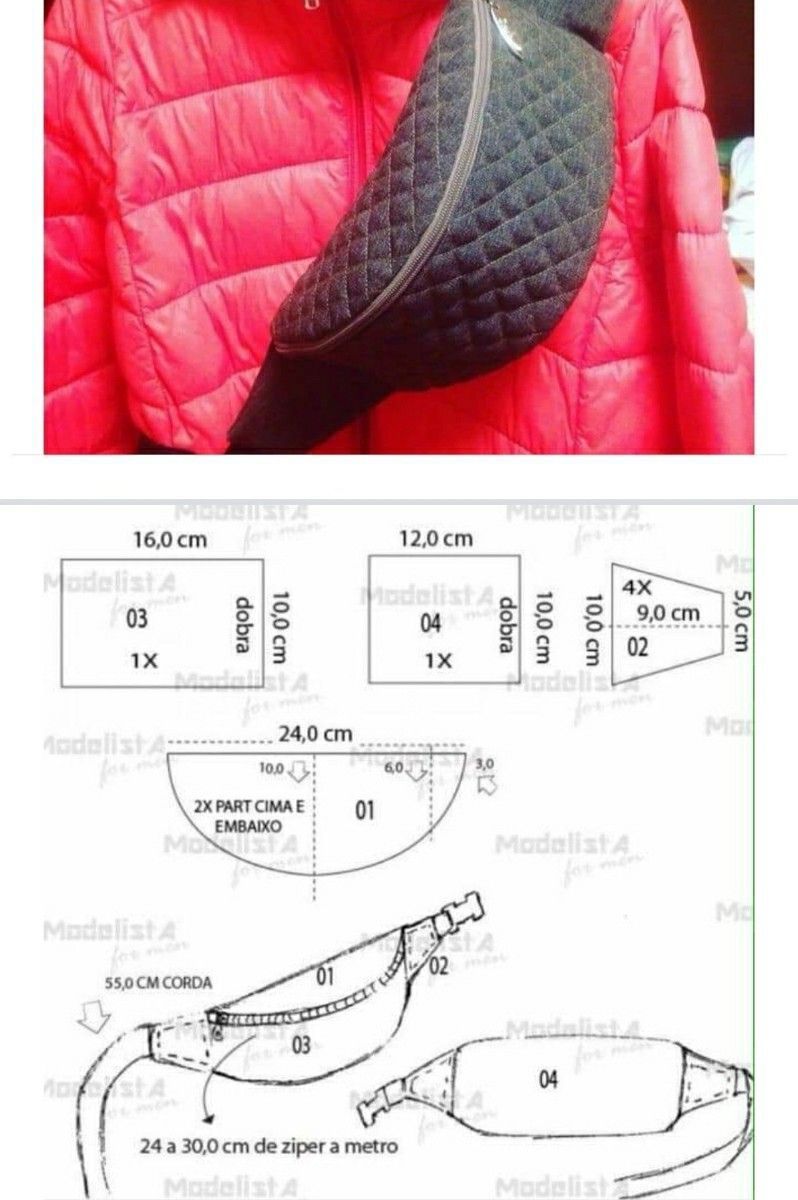 16,0 cm
12,0 cm
03
1X
dobra
10,0 cm
04
1X
dobra
10,0 cm
10,0 cm
4X
9,0 cm
02
5,0 cm
24,0 cm
10,0
6,0
3,0
2X PART CIMA E
EMBAIXO
01
55,0 CM CORDA
01
02
03
04
24 a 30,0 cm de ziper a metro
ModelistA
for men